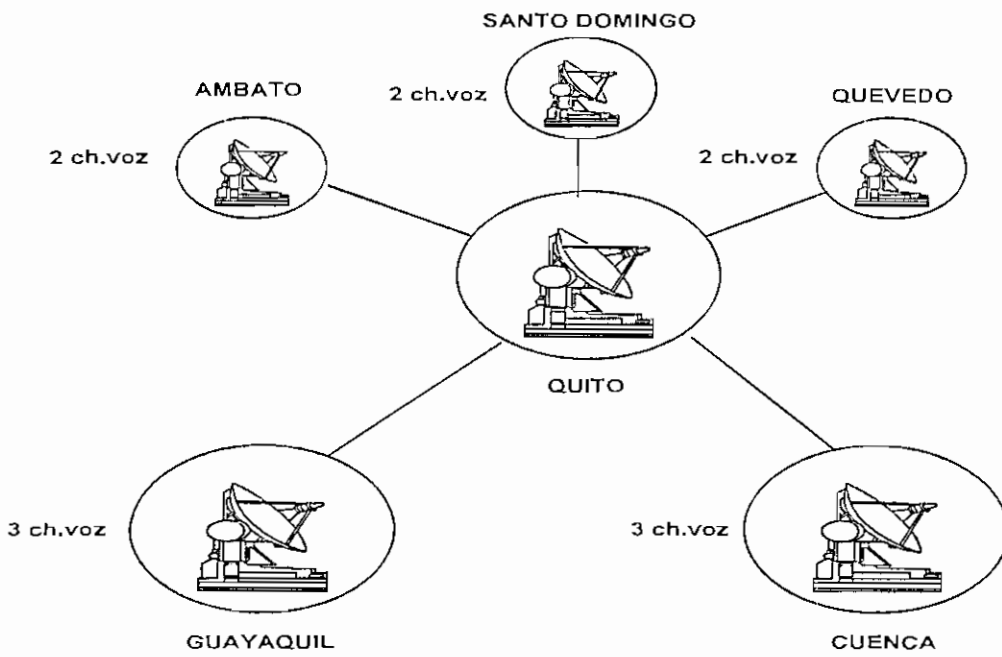 SANTO DOMINGO
AMBATO
2 ch.voz
QUEVEDO
2 ch.voz
2 ch.voz
QUITO
3 ch.voz
3 ch.voz
GUAYAQUIL
CUENCA